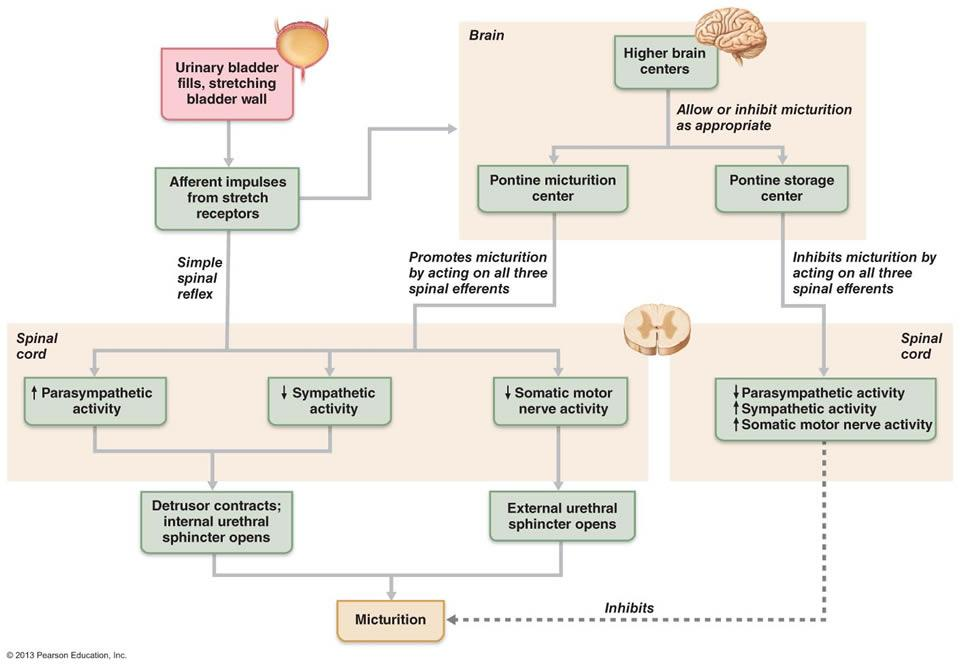 Brain
Urinary bladder
fills, stretching
bladder wall
Higher brain
centers
Allow or inhibit micturition
as appropriate
Afferent impulses
from stretch
receptors
Pontine micturition
center
Pontine storage
center
Simple
spinal
reflex
Promotes micturition
by acting on all three
spinal efferents
Inhibits micturition by
acting on all three
spinal efferents
Spinal
cord
Spinal
cord
↑ Parasympathetic
activity
↓ Sympathetic
activity
↓ Somatic motor
nerve activity
↓ Parasympathetic activity
↑ Sympathetic activity
↑ Somatic motor nerve activity
Detrusor contracts;
internal urethral
sphincter opens
External urethral
sphincter opens
Micturition
Inhibits
© 2013 Pearson Education, Inc.